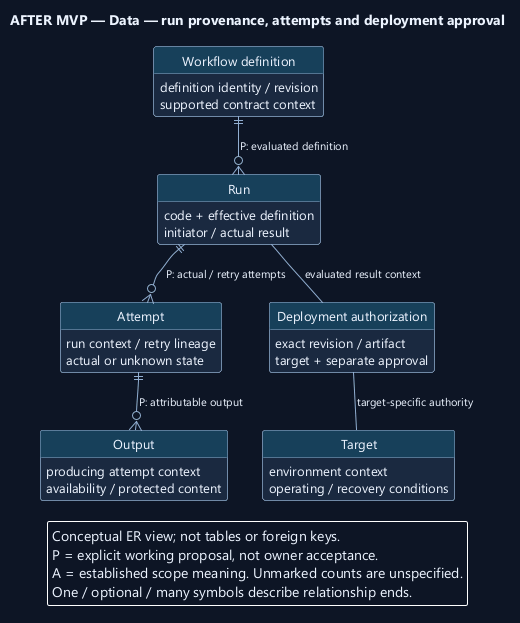 AFTER MVP — Data — run provenance, attempts and deployment approval
Workflow definition
definition identity / revision
supported contract context
P: evaluated definition
Run
code + effective definition
initiator / actual result
P: actual / retry attempts
evaluated result context
Attempt
run context / retry lineage
actual or unknown state
Deployment authorization
exact revision / artifact
target + separate approval
P: attributable output
target-specific authority
Output
producing attempt context
availability / protected content
Target
environment context
operating / recovery conditions
Conceptual ER view; not tables or foreign keys.
P = explicit working proposal, not owner acceptance.
A = established scope meaning. Unmarked counts are unspecified.
One / optional / many symbols describe relationship ends.